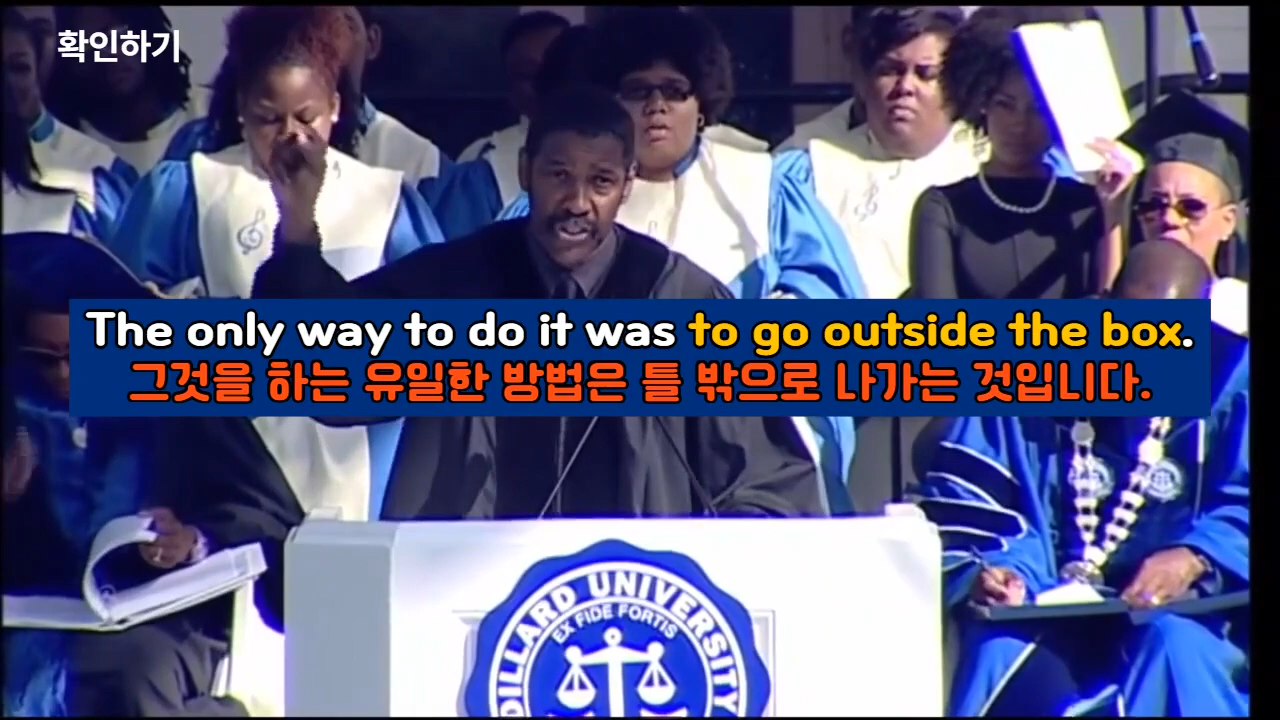 확인하기
The only way to do it was to go outside the box.
그것을 하는 유일한 방법은 틀 밖으로 나가는 것입니다.
DILLARD UNIVERSITY
EX FIDE FORTIS